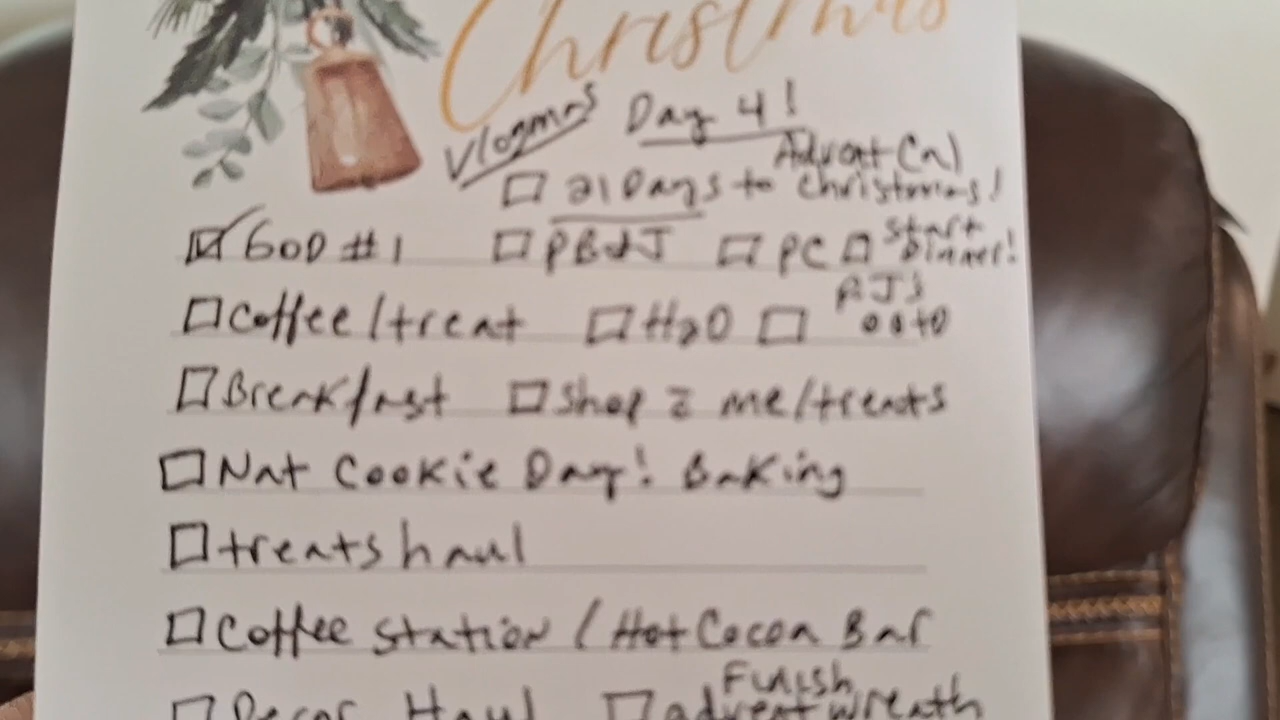 Christmas
Vlogmas Day 4!
Advent Cal
21 Days to Christmas!
GOD #1 PB&J PC Start Dinner!
Coffee/treat H2O PJ's ootd
Breakfast Shop me/treats
Nat Cookie Day! Baking
treats haul
Coffee Station / Hot Cocoa Bar
Decor Haul Finish advent wreath